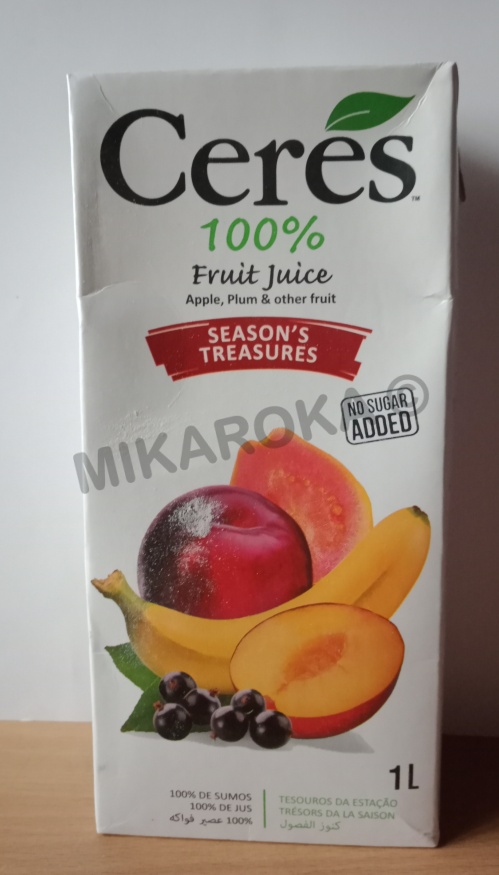 Ceres™
100%
Fruit Juice
Apple, Plum & other fruit
SEASON'S
TREASURES
NO SUGAR
ADDED
MIKAROKA ©
1L
100% DE SUMOS
100% DE JUS
100% عصير فواكه
TESOUROS DA ESTAÇÃO
TRÉSORS DA LA SAISON
كنوز الفصول